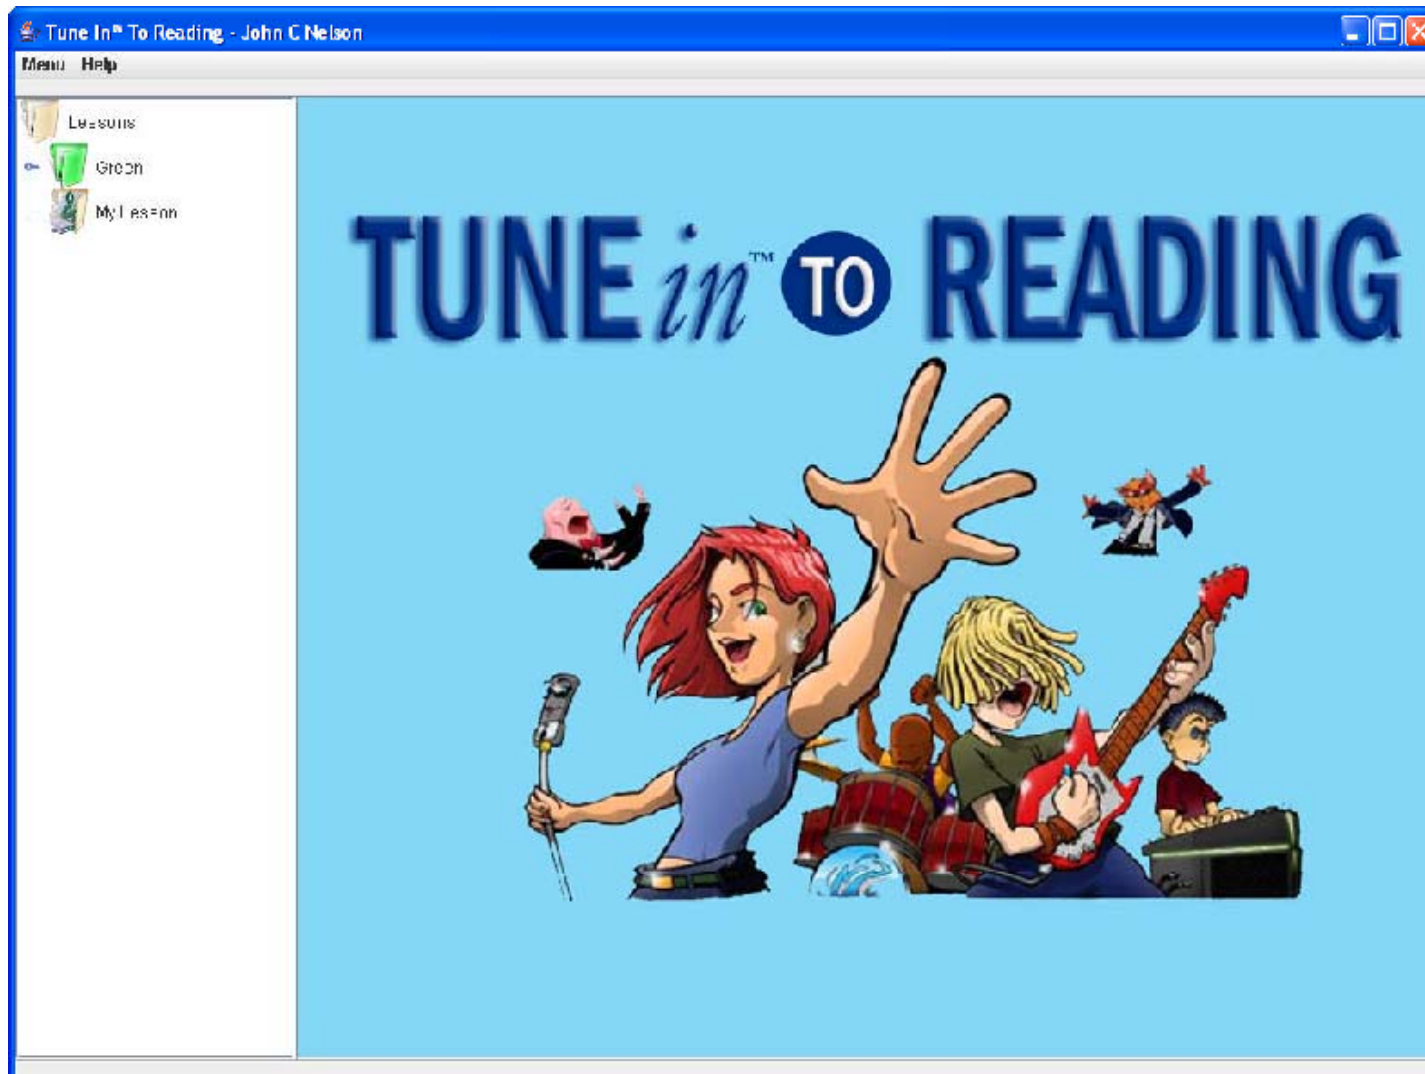 Tune In™ To Reading - John C Nelson
Menu Help
Lessons
Green
My Lesson
TUNE in™ TO READING